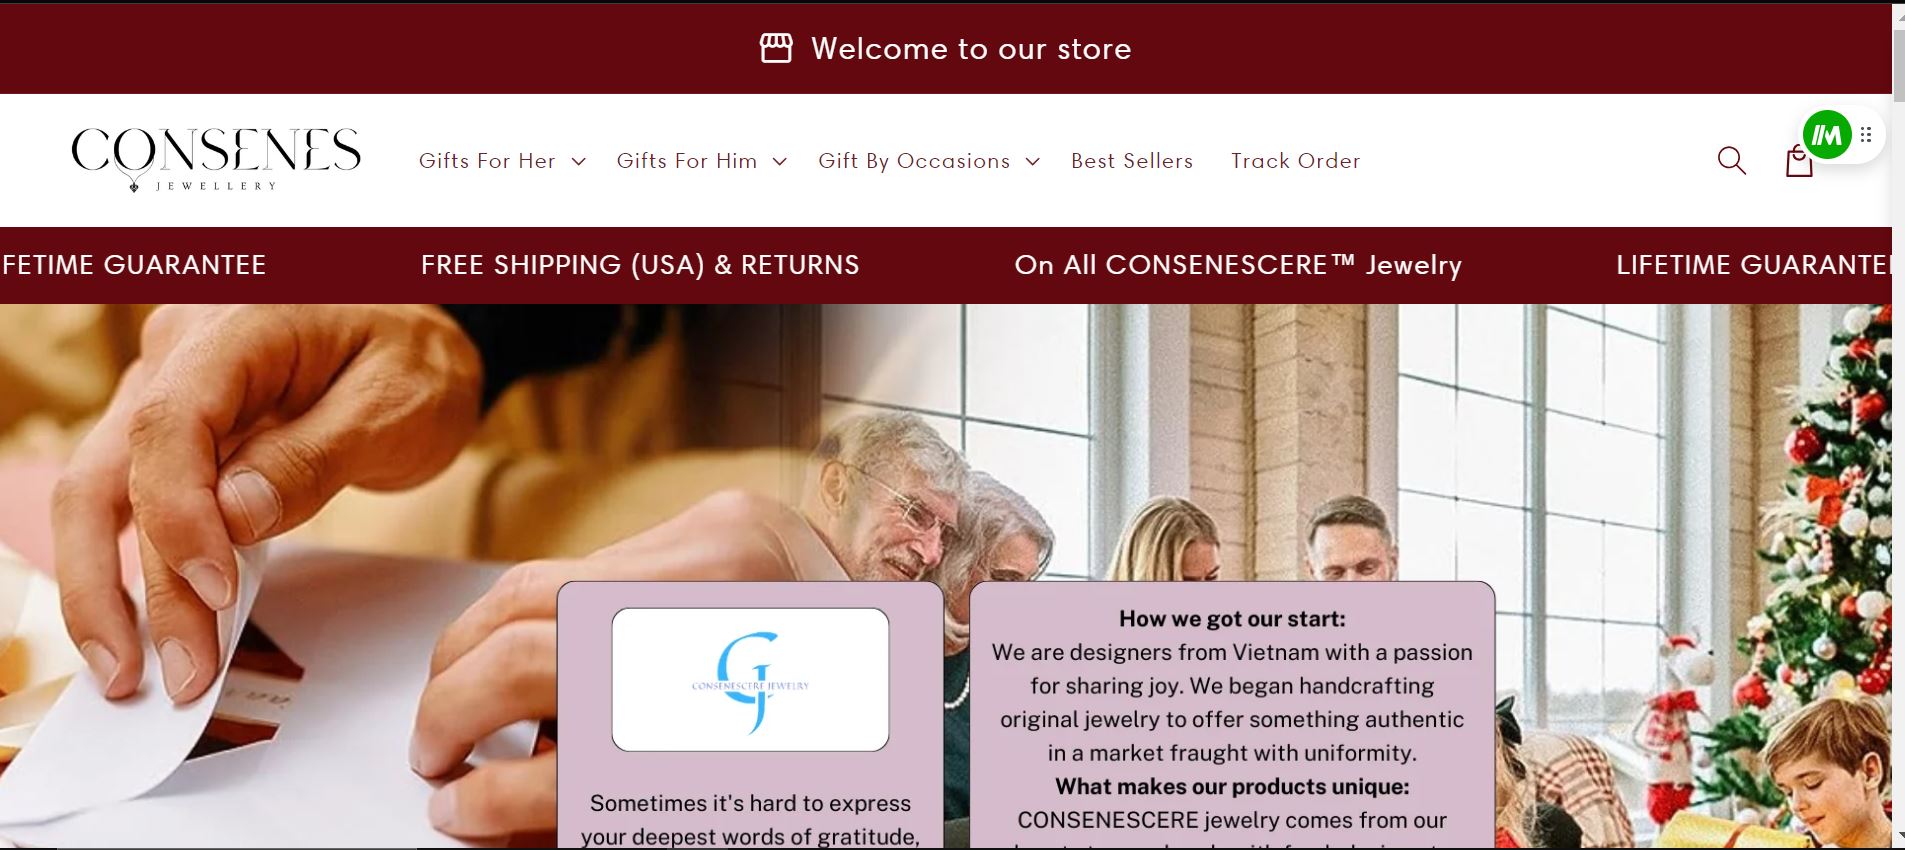 Welcome to our store
CONSENES
JEWELLERY
Gifts For Her
Gifts For Him
Gift By Occasions
Best Sellers
Track Order
FETIME GUARANTEE
FREE SHIPPING (USA) & RETURNS
On All CONSENESCERE™ Jewelry
LIFETIME GUARANTEE
CONSENESCERE JEWELRY
Sometimes it's hard to express
your deepest words of gratitude,
How we got our start:
We are designers from Vietnam with a passion
for sharing joy. We began handcrafting
original jewelry to offer something authentic
in a market fraught with uniformity.
What makes our products unique:
CONSENESCERE jewelry comes from our